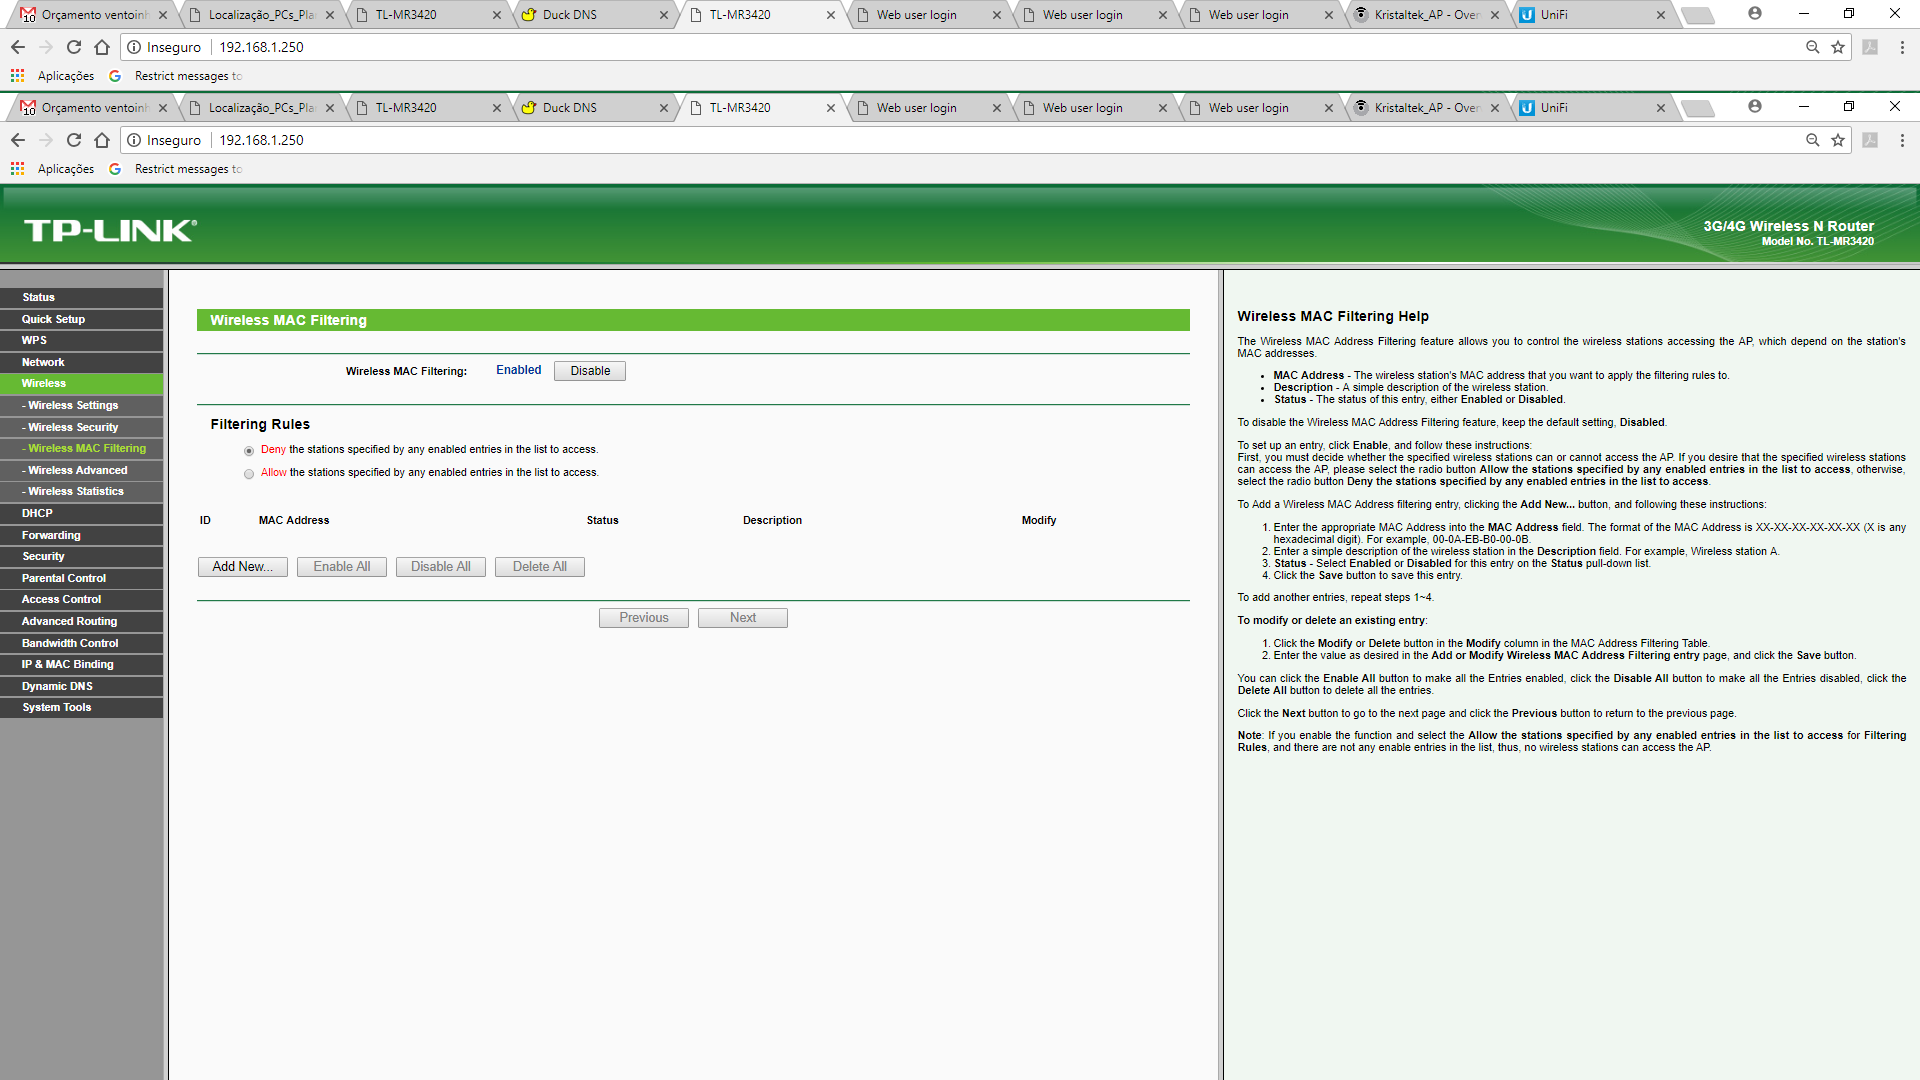 Orçamento ventoinh
Localização_PCs_Pla
TL-MR3420
Duck DNS
TL-MR3420
Web user login
Web user login
Web user login
Kristaltek_AP - Over
UniFi
Inseguro 192.168.1.250
Aplicações
Restrict messages to
Orçamento ventoinh
Localização_PCs_Pla
TL-MR3420
Duck DNS
TL-MR3420
Web user login
Web user login
Web user login
Kristaltek_AP - Over
UniFi
Inseguro 192.168.1.250
Aplicações
Restrict messages to
TP-LINK®
3G/4G Wireless N Router
Model No. TL-MR3420
Status
Quick Setup
WPS
Network
Wireless
- Wireless Settings
- Wireless Security
- Wireless MAC Filtering
- Wireless Advanced
- Wireless Statistics
DHCP
Forwarding
Security
Parental Control
Access Control
Advanced Routing
Bandwidth Control
IP & MAC Binding
Dynamic DNS
System Tools
Wireless MAC Filtering
Wireless MAC Filtering: Enabled Disable
Filtering Rules
Deny the stations specified by any enabled entries in the list to access.
Allow the stations specified by any enabled entries in the list to access.
ID MAC Address Status Description Modify
Add New... Enable All Disable All Delete All
Previous Next
Wireless MAC Filtering Help
The Wireless MAC Address Filtering feature allows you to control the wireless stations accessing the AP, which depend on the station's
MAC addresses.
• MAC Address - The wireless station's MAC address that you want to apply the filtering rules to.
• Description - A simple description of the wireless station.
• Status - The status of this entry, either Enabled or Disabled.
To disable the Wireless MAC Address Filtering feature, keep the default setting, Disabled.
To set up an entry, click Enable, and follow these instructions:
First, you must decide whether the specified wireless stations can or cannot access the AP. If you desire that the specified wireless stations
can access the AP, please select the radio button Allow the stations specified by any enabled entries in the list to access, otherwise,
select the radio button Deny the stations specified by any enabled entries in the list to access.
To Add a Wireless MAC Address filtering entry, clicking the Add New... button, and following these instructions:
1. Enter the appropriate MAC Address into the MAC Address field. The format of the MAC Address is XX-XX-XX-XX-XX-XX (X is any
hexadecimal digit). For example, 00-0A-EB-B0-00-0B.
2. Enter a simple description of the wireless station in the Description field. For example, Wireless station A.
3. Status - Select Enabled or Disabled for this entry on the Status pull-down list.
4. Click the Save button to save this entry.
To add another entries, repeat steps 1~4.
To modify or delete an existing entry:
1. Click the Modify or Delete button in the Modify column in the MAC Address Filtering Table.
2. Enter the value as desired in the Add or Modify Wireless MAC Address Filtering entry page, and click the Save button.
You can click the Enable All button to make all the Entries enabled, click the Disable All button to make all the Entries disabled, click the
Delete All button to delete all the entries.
Click the Next button to go to the next page and click the Previous button to return to the previous page.
Note: If you enable the function and select the Allow the stations specified by any enabled entries in the list to access for Filtering
Rules, and there are not any enable entries in the list, thus, no wireless stations can access the AP.